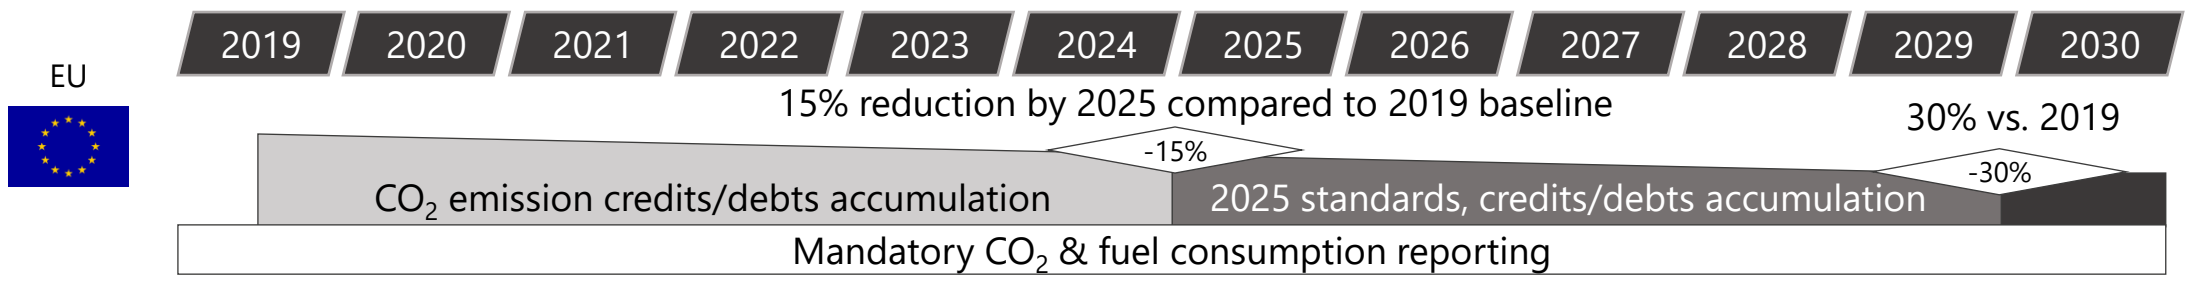 2019 2020 2021 2022 2023 2024 2025 2026 2027 2028 2029 2030
EU
15% reduction by 2025 compared to 2019 baseline
30% vs. 2019
-15%
-30%
CO₂ emission credits/debts accumulation
2025 standards, credits/debts accumulation
Mandatory CO₂ & fuel consumption reporting